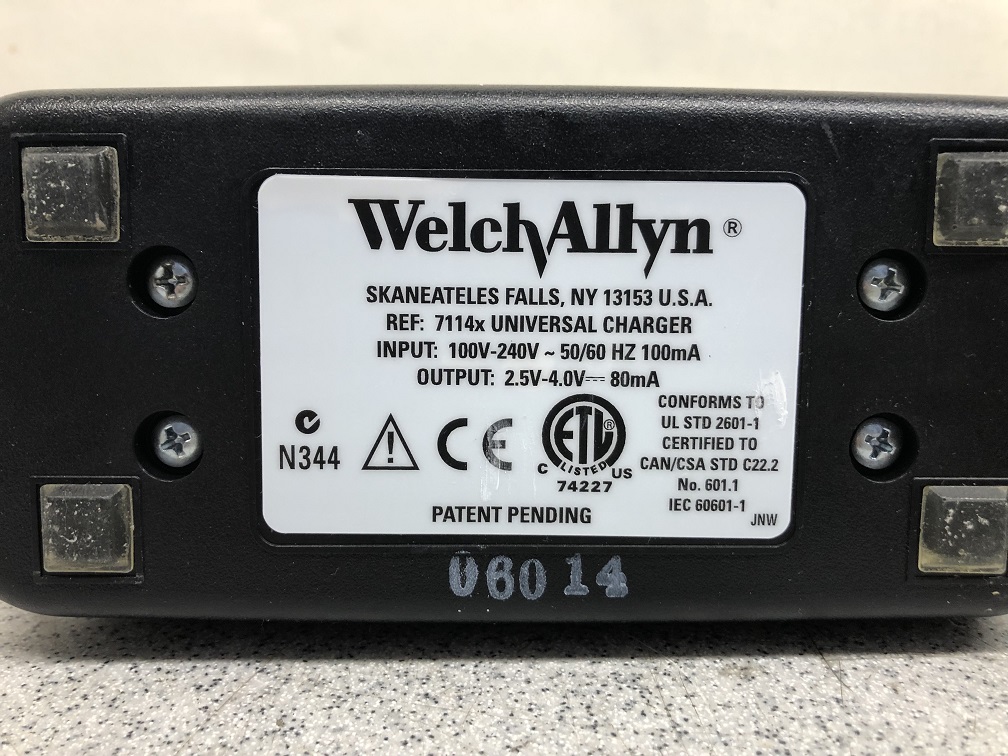 WelchAllyn®
SKANEATELES FALLS, NY 13153 U.S.A.
REF: 7114x UNIVERSAL CHARGER
INPUT: 100V-240V ~ 50/60 HZ 100mA
OUTPUT: 2.5V-4.0V⎓ 80mA
N344
CE
ETL®
C LISTED US
74227
CONFORMS TO
UL STD 2601-1
CERTIFIED TO
CAN/CSA STD C22.2
No. 601.1
IEC 60601-1
JNW
PATENT PENDING
06014